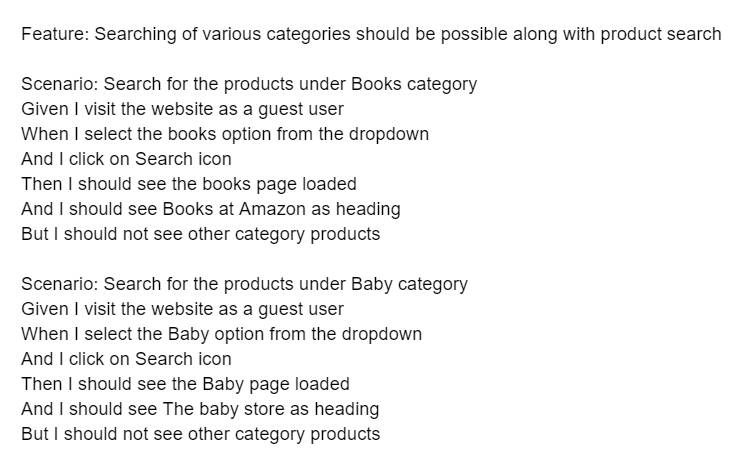 Feature: Searching of various categories should be possible along with product search
Scenario: Search for the products under Books category
Given I visit the website as a guest user
When I select the books option from the dropdown
And I click on Search icon
Then I should see the books page loaded
And I should see Books at Amazon as heading
But I should not see other category products
Scenario: Search for the products under Baby category
Given I visit the website as a guest user
When I select the Baby option from the dropdown
And I click on Search icon
Then I should see the Baby page loaded
And I should see The baby store as heading
But I should not see other category products